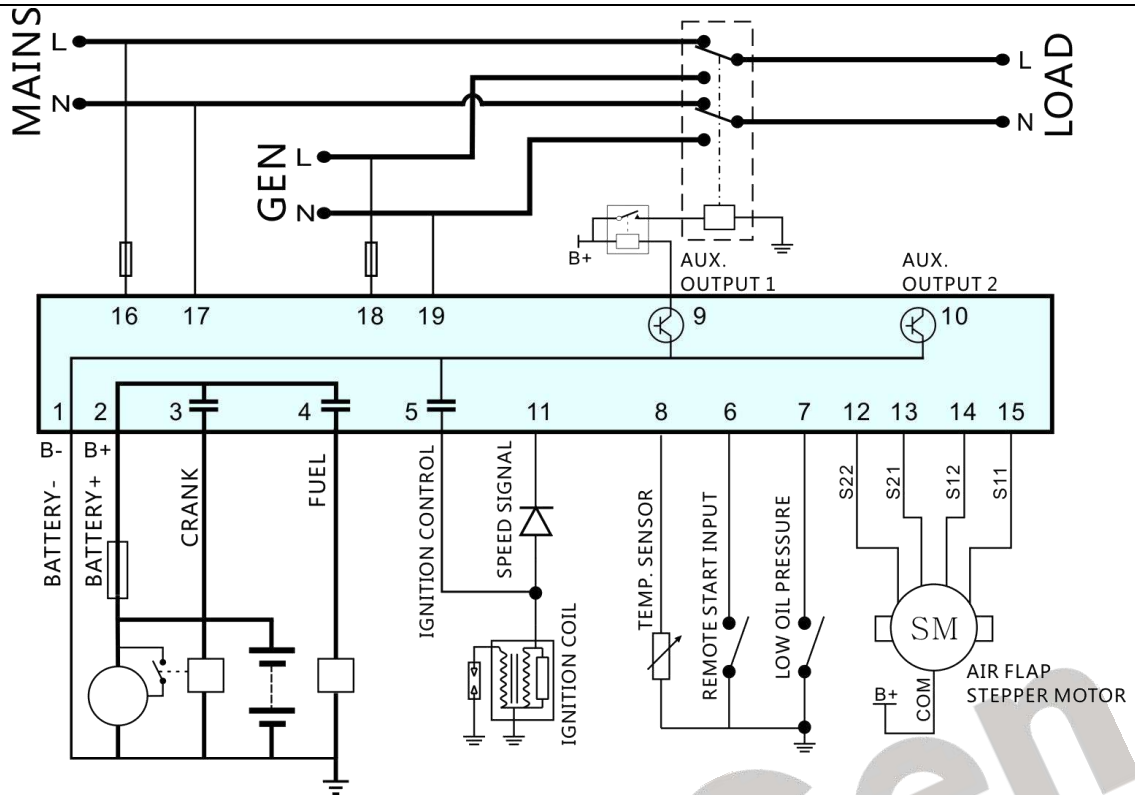 MAINS
L
N
GEN
L
N
L
N
LOAD
B+
AUX.
OUTPUT 1
AUX.
OUTPUT 2
16
17
18
19
9
10
1
2
3
4
5
11
8
6
7
12
13
14
15
B-
B+
BATTERY-
BATTERY+
CRANK
FUEL
IGNITION CONTROL
SPEED SIGNAL
IGNITION COIL
TEMP. SENSOR
REMOTE START INPUT
LOW OIL PRESSURE
S22
S21
S12
S11
SM
AIR FLAP
STEPPER MOTOR
B+
COM
sen